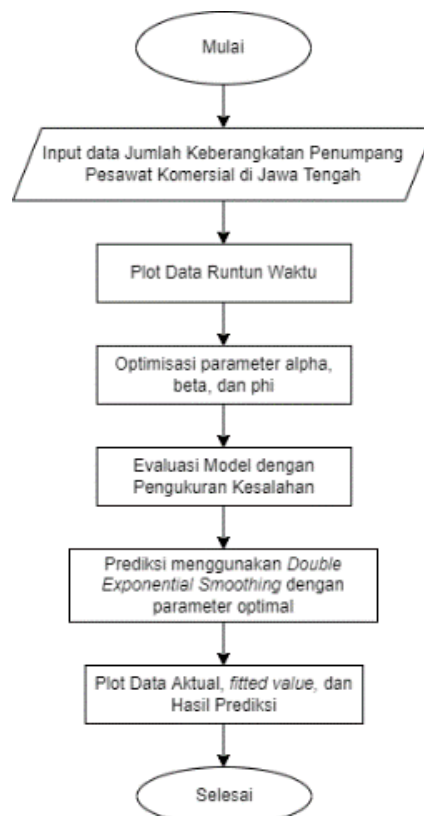 Mulai
Input data Jumlah Keberangkatan Penumpang
Pesawat Komersial di Jawa Tengah
Plot Data Runtun Waktu
Optimisasi parameter alpha,
beta, dan phi
Evaluasi Model dengan
Pengukuran Kesalahan
Prediksi menggunakan Double
Exponential Smoothing dengan
parameter optimal
Plot Data Aktual, fitted value, dan
Hasil Prediksi
Selesai